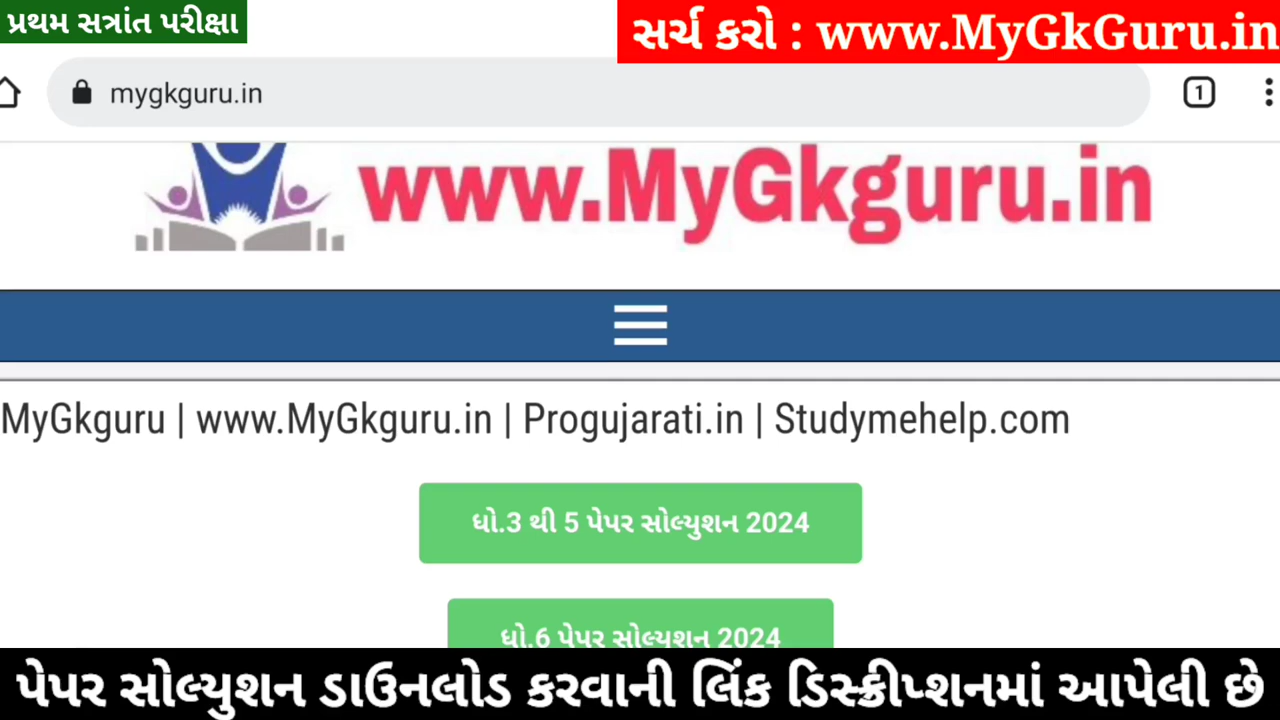 પ્રથમ સત્રાંત પરીક્ષા
સર્ચ કરો : www.MyGkGuru.in
mygkguru.in
1
www.MyGkguru.in
MyGkguru | www.MyGkguru.in | Progujarati.in | Studymehelp.com
ધો.3 થી 5 પેપર સોલ્યુશન 2024
ધો.6 પેપર સોલ્યુશન 2024
પેપર સોલ્યુશન ડાઉનલોડ કરવાની લિંક ડિસ્ક્રીપ્શનમાં આપેલી છે